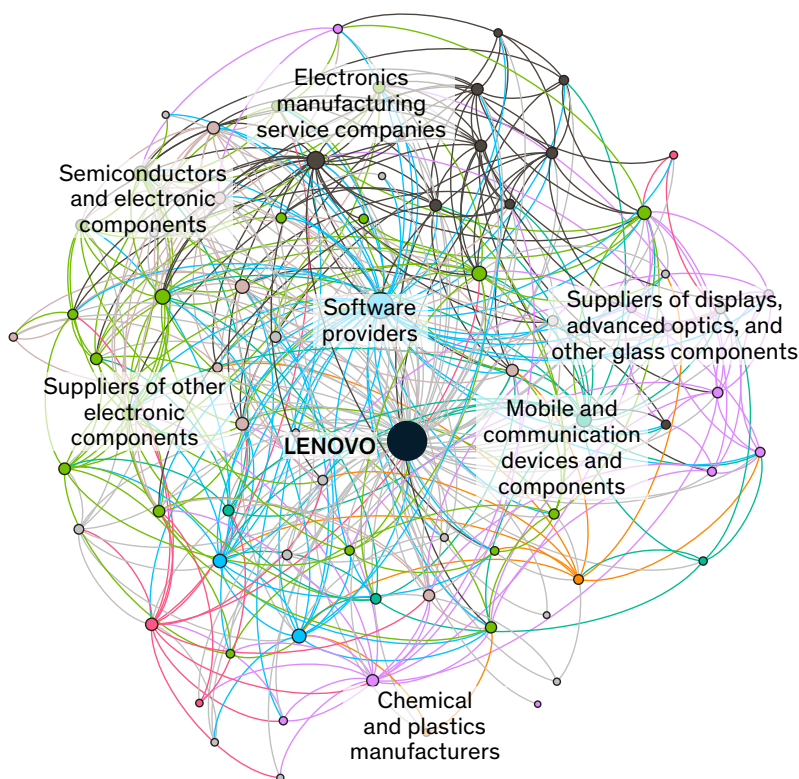 Electronics
manufacturing
service companies
Semiconductors
and electronic
components
Software
providers
Suppliers of displays,
advanced optics, and
other glass components
Suppliers of other
electronic
components
LENOVO
Mobile and
communication
devices and
components
Chemical
and plastics
manufacturers